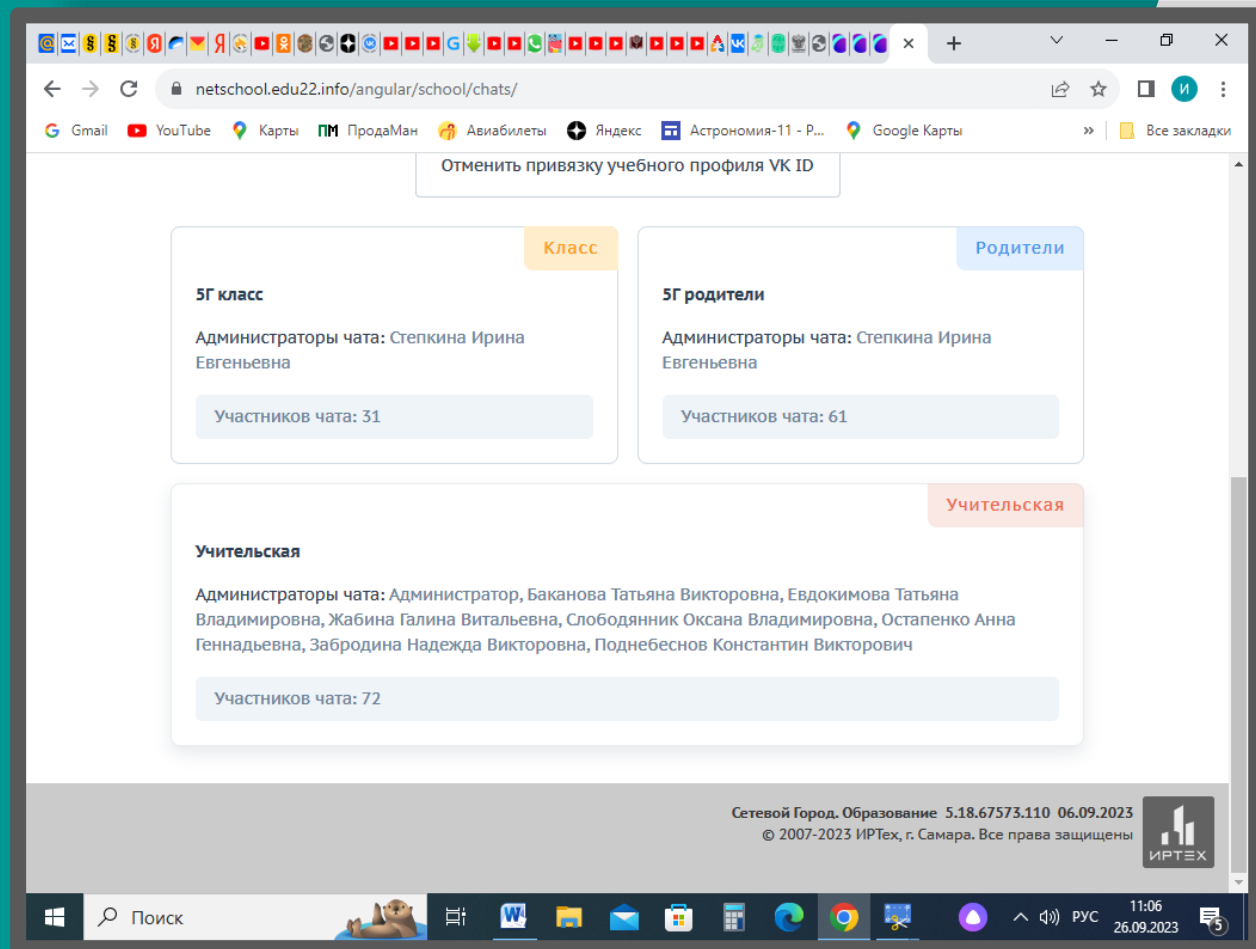 netschool.edu22.info/angular/school/chats/
И
Gmail YouTube Карты ПМ ПродаМан Авиабилеты Яндекс Астрономия-11 - Р... Google Карты » Все закладки
Отменить привязку учебного профиля VK ID
Класс
5Г класс
Администраторы чата: Степкина Ирина
Евгеньевна
Участников чата: 31
Родители
5Г родители
Администраторы чата: Степкина Ирина
Евгеньевна
Участников чата: 61
Учительская
Учительская
Администраторы чата: Администратор, Баканова Татьяна Викторовна, Евдокимова Татьяна
Владимировна, Жабина Галина Витальевна, Слободянник Оксана Владимировна, Остапенко Анна
Геннадьевна, Забродина Надежда Викторовна, Поднебеснов Константин Викторович
Участников чата: 72
Сетевой Город. Образование 5.18.67573.110 06.09.2023
© 2007-2023 ИРТех, г. Самара. Все права защищены
ИРТЕХ
Поиск
РУС
11:06
26.09.2023
5